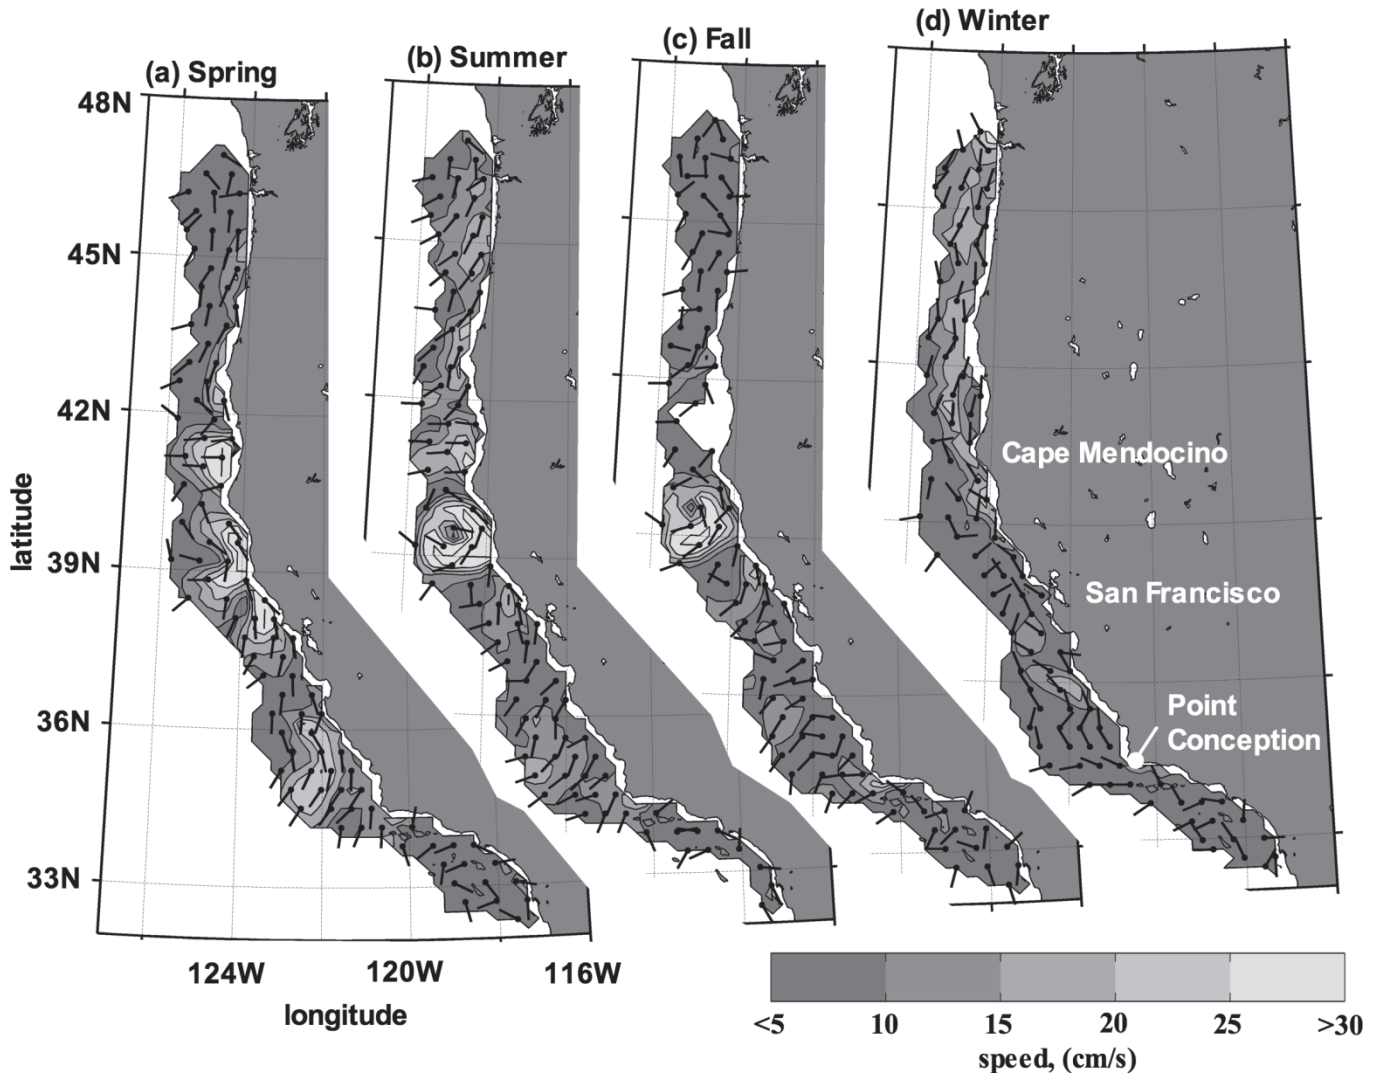 (a) Spring
(b) Summer
(c) Fall
(d) Winter
48N
45N
42N
39N
36N
33N
latitude
Cape Mendocino
San Francisco
Point
Conception
124W
120W
116W
longitude
<5
10
15
20
25
>30
speed, (cm/s)